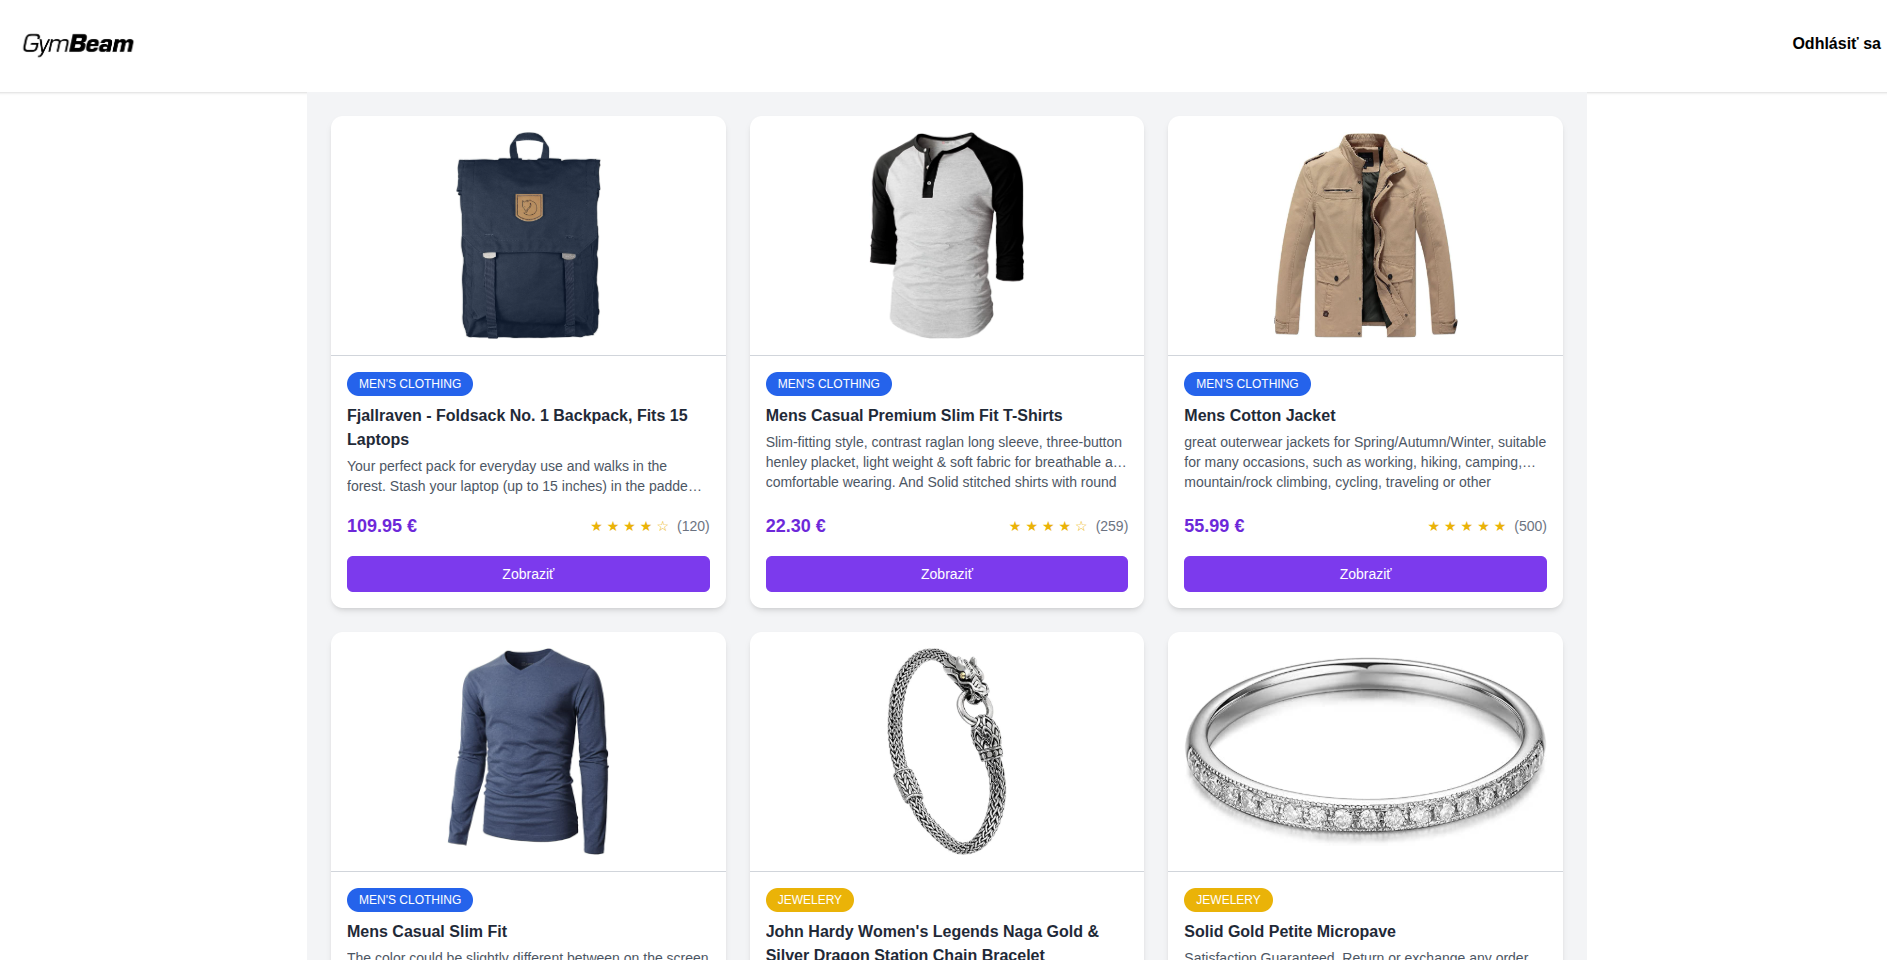 GymBeam
Odhlásiť sa
MEN'S CLOTHING
Fjallraven - Foldsack No. 1 Backpack, Fits 15
Laptops
Your perfect pack for everyday use and walks in the
forest. Stash your laptop (up to 15 inches) in the padde…
109.95 €
★ ★ ★ ★ ☆ (120)
Zobraziť
MEN'S CLOTHING
Mens Casual Premium Slim Fit T-Shirts
Slim-fitting style, contrast raglan long sleeve, three-button
henley placket, light weight & soft fabric for breathable a…
comfortable wearing. And Solid stitched shirts with round
22.30 €
★ ★ ★ ★ ☆ (259)
Zobraziť
MEN'S CLOTHING
Mens Cotton Jacket
great outerwear jackets for Spring/Autumn/Winter, suitable
for many occasions, such as working, hiking, camping,…
mountain/rock climbing, cycling, traveling or other
55.99 €
★ ★ ★ ★ ★ (500)
Zobraziť
MEN'S CLOTHING
Mens Casual Slim Fit
The color could be slightly different between on the screen
JEWELERY
John Hardy Women's Legends Naga Gold &
Silver Dragon Station Chain Bracelet
JEWELERY
Solid Gold Petite Micropave
Satisfaction Guaranteed. Return or exchange any order